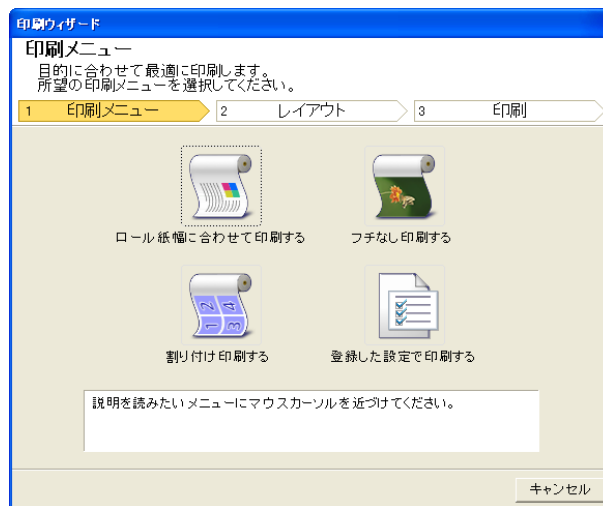 印刷ウィザード
印刷メニュー
目的に合わせて最適に印刷します。
所望の印刷メニューを選択してください。
1 印刷メニュー 2 レイアウト 3 印刷
ロール紙幅に合わせて印刷する フチなし印刷する
1 2 3 4
割り付け印刷する 登録した設定で印刷する
説明を読みたいメニューにマウスカーソルを近づけてください。
キャンセル